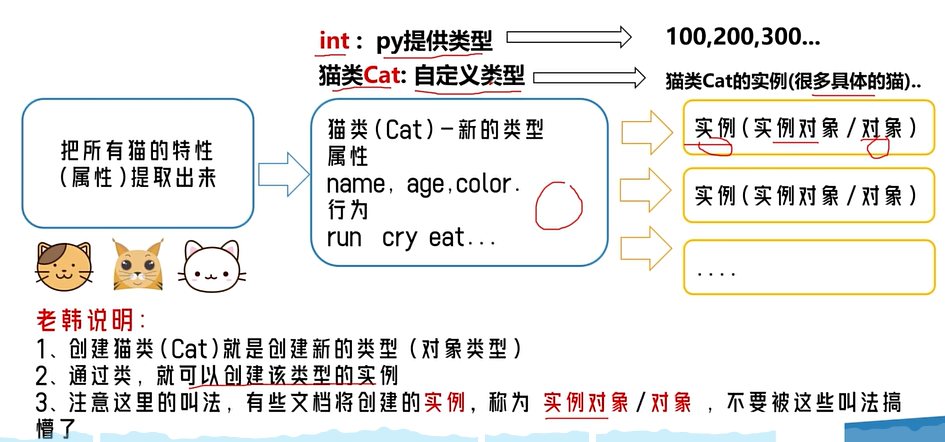 int： py提供类型
100,200,300...
猫类Cat: 自定义类型
猫类Cat的实例(很多具体的猫)..
把所有猫的特性
(属性)提取出来
猫类(Cat)-新的类型
属性
name, age,color.
行为
run cry eat...
实例(实例对象/对象)
实例(实例对象/对象)
....
老韩说明:
1、创建猫类(Cat)就是创建新的类型(对象类型)
2、通过类，就可以创建该类型的实例
3、注意这里的叫法，有些文档将创建的实例，称为 实例对象/对象 ，不要被这些叫法搞
懵了